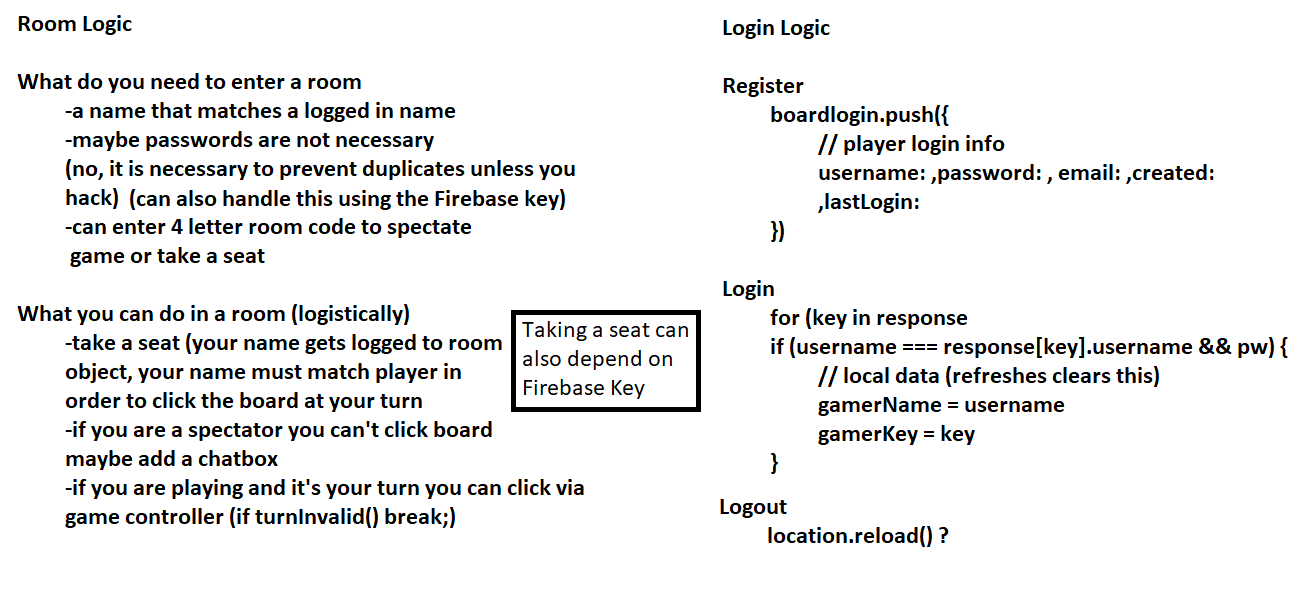 Room Logic
What do you need to enter a room
-a name that matches a logged in name
-maybe passwords are not necessary
(no, it is necessary to prevent duplicates unless you
hack) (can also handle this using the Firebase key)
-can enter 4 letter room code to spectate
game or take a seat
What you can do in a room (logistically)
-take a seat (your name gets logged to room
object, your name must match player in
order to click the board at your turn
-if you are a spectator you can't click board
maybe add a chatbox
-if you are playing and it's your turn you can click via
game controller (if turnInvalid() break;)
Taking a seat can
also depend on
Firebase Key
Login Logic
Register
boardlogin.push({
// player login info
username: ,password: , email: ,created:
,lastLogin:
})
Login
for (key in response
if (username === response[key].username && pw) {
// local data (refreshes clears this)
gamerName = username
gamerKey = key
}
Logout
location.reload() ?